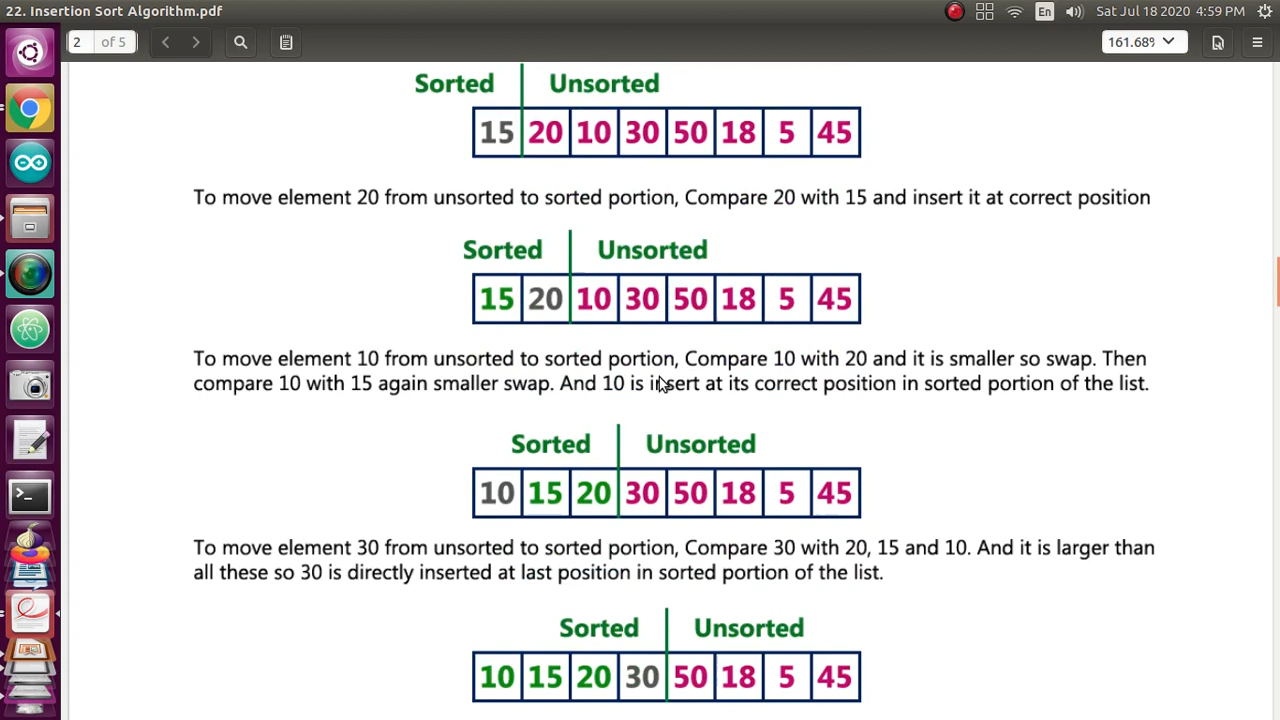 22. Insertion Sort Algorithm.pdf
En
Sat Jul 18 2020 4:59 PM
2 of 5
161.68%
Sorted Unsorted
15 20 10 30 50 18 5 45
To move element 20 from unsorted to sorted portion, Compare 20 with 15 and insert it at correct position
Sorted Unsorted
15 20 10 30 50 18 5 45
To move element 10 from unsorted to sorted portion, Compare 10 with 20 and it is smaller so swap. Then
compare 10 with 15 again smaller swap. And 10 is insert at its correct position in sorted portion of the list.
Sorted Unsorted
10 15 20 30 50 18 5 45
To move element 30 from unsorted to sorted portion, Compare 30 with 20, 15 and 10. And it is larger than
all these so 30 is directly inserted at last position in sorted portion of the list.
Sorted Unsorted
10 15 20 30 50 18 5 45